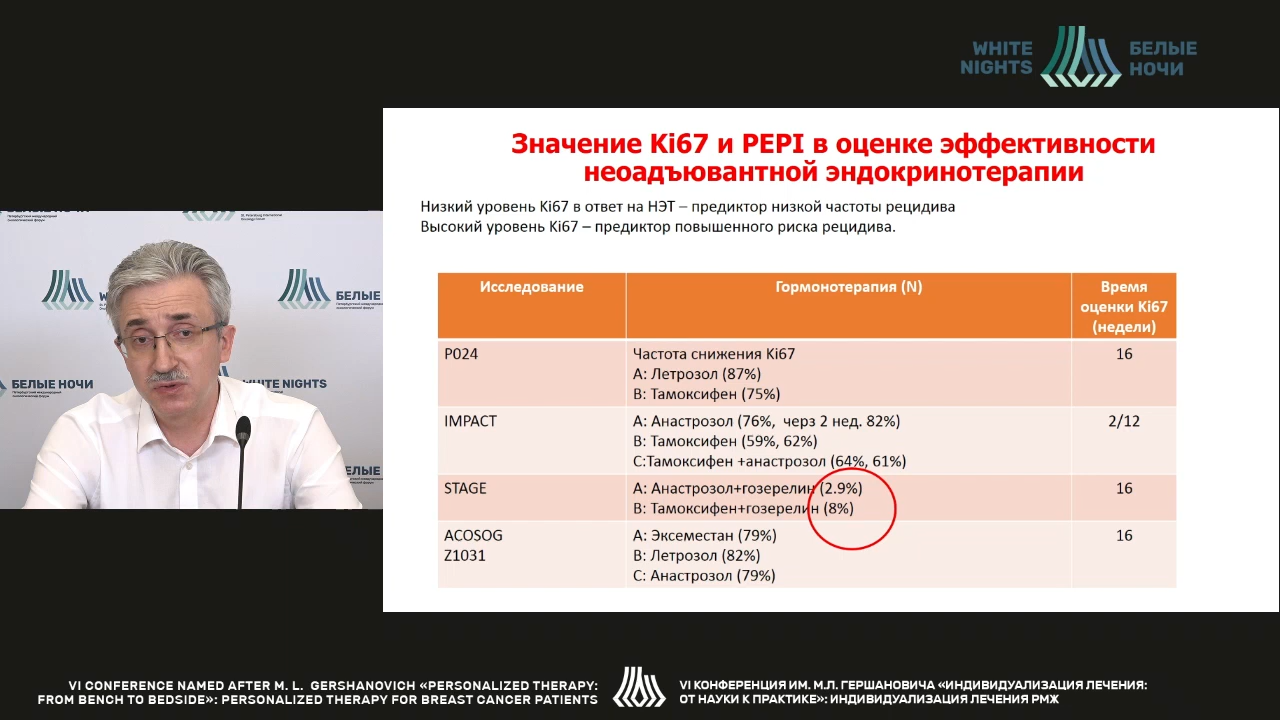 WHITE
NIGHTS
БЕЛЫЕ
НОЧИ
Значение Ki67 и PEPI в оценке эффективности
неоадъювантной эндокринотерапии
Низкий уровень Ki67 в ответ на НЭТ – предиктор низкой частоты рецидива
Высокий уровень Ki67 – предиктор повышенного риска рецидива.
Исследование
Гормонотерапия (N)
Время
оценки Ki67
(недели)
P024
Частота снижения Ki67
16
A: Летрозол (87%)
B: Тамоксифен (75%)
IMPACT
A: Анастрозол (76%, черз 2 нед. 82%)
2/12
B: Тамоксифен (59%, 62%)
C:Тамоксифен +анастрозол (64%, 61%)
STAGE
A: Анастрозол+гозерелин (2.9%)
16
B: Тамоксифен+гозерелин (8%)
ACOSOG
Z1031
A: Эксеместан (79%)
16
B: Летрозол (82%)
C: Анастрозол (79%)
БЕЛЫЕ
БЕЛЫЕ НОЧИ
WHITE NIGHTS
VI CONFERENCE NAMED AFTER M. L. GERSHANOVICH «PERSONALIZED THERAPY:
FROM BENCH TO BEDSIDE»: PERSONALIZED THERAPY FOR BREAST CANCER PATIENTS
VI КОНФЕРЕНЦИЯ ИМ. М.Л. ГЕРШАНОВИЧА «ИНДИВИДУАЛИЗАЦИЯ ЛЕЧЕНИЯ:
ОТ НАУКИ К ПРАКТИКЕ»: ИНДИВИДУАЛИЗАЦИЯ ЛЕЧЕНИЯ РМЖ